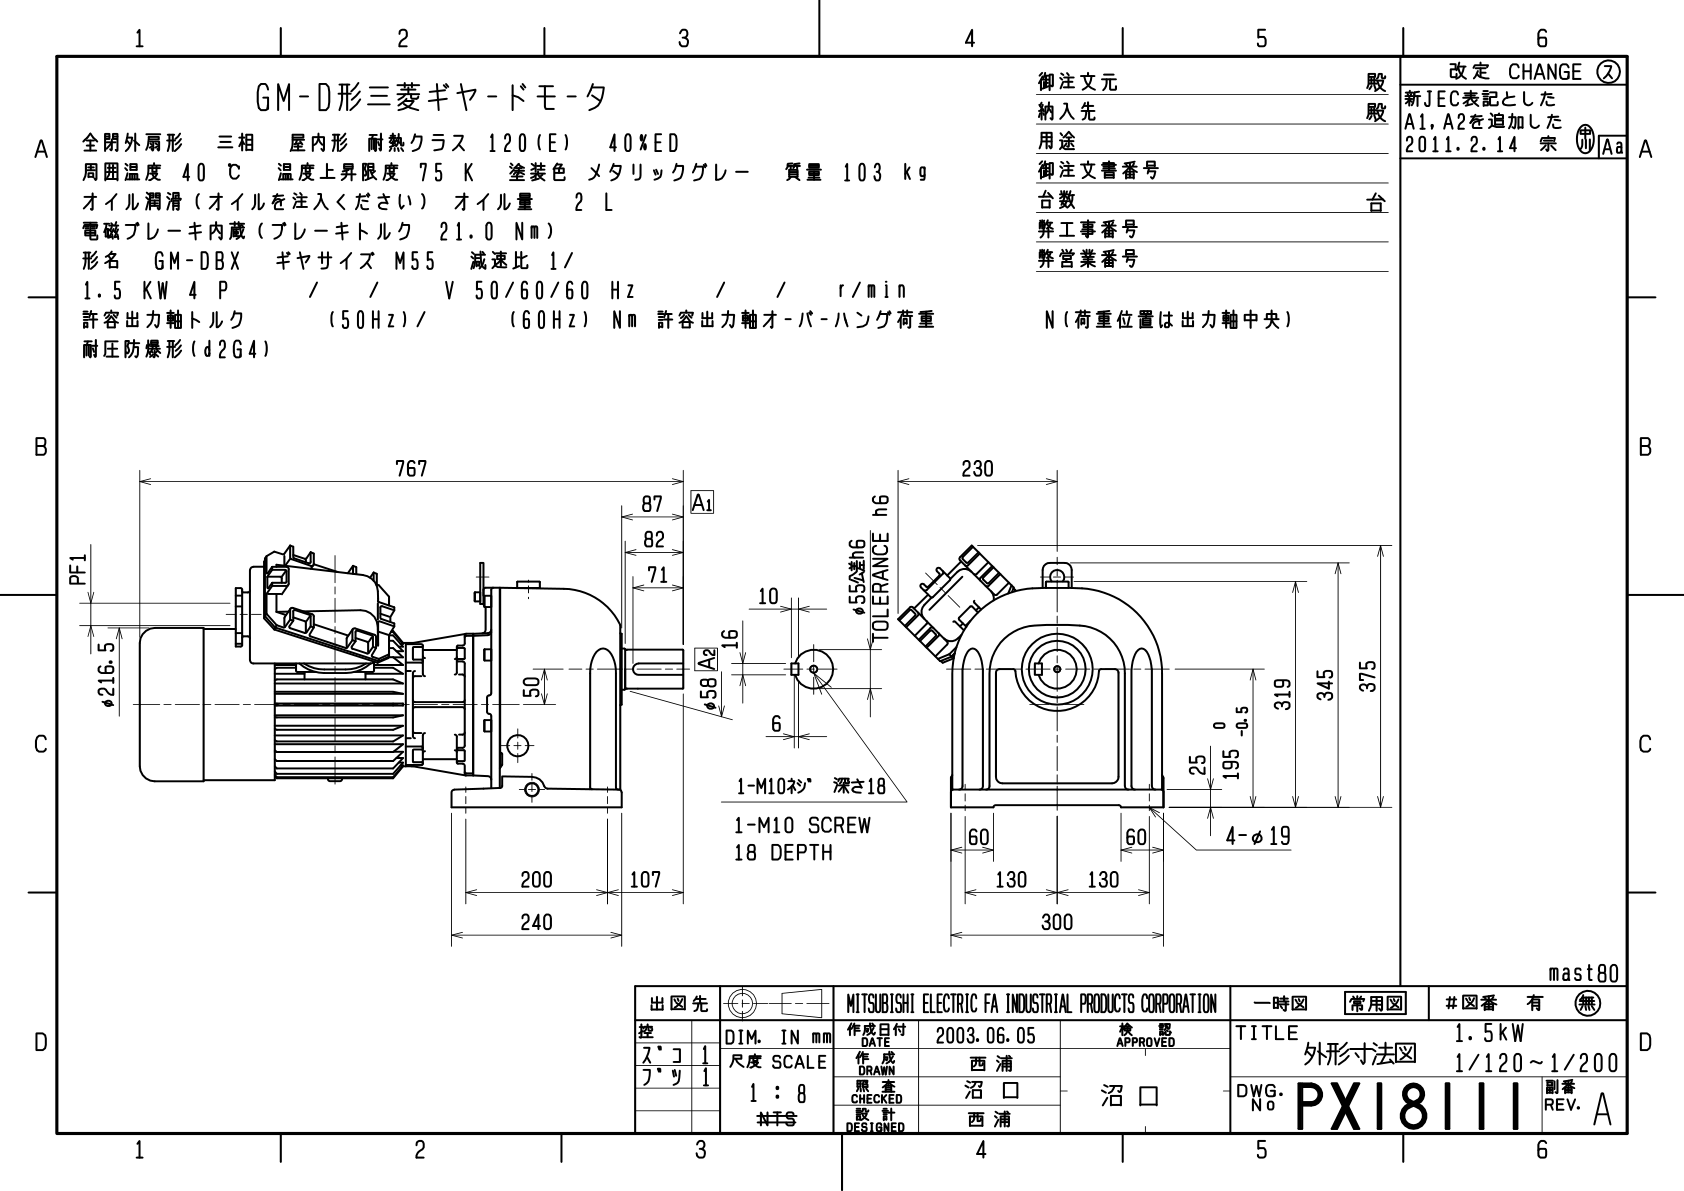 1 2 3 4 5 6
GM-D形三菱ギヤードモータ
全閉外扇形 三相 屋内形 耐熱クラス 120(E) 40%ED
周囲温度 40 ℃ 温度上昇限度 75 K 塗装色 メタリックグレー 質量 103 kg
オイル潤滑(オイルを注入ください) オイル量 2 L
電磁ブレーキ内蔵(ブレーキトルク 21.0 Nm)
形名 GM-DBX ギヤサイズ M55 減速比 1/
1.5 KW 4 P / / V 50/60/60 Hz / / r/min
許容出力軸トルク (50Hz)/ (60Hz) Nm 許容出力軸オーバーハング荷重 N(荷重位置は出力軸中央)
耐圧防爆形(d2G4)
御注文元 殿
納入先 殿
用途
御注文書番号
台数 台
弊工事番号
弊営業番号
改定 CHANGE ス
新JEC表記とした
A1, A2を追加した
2011.2.14 宗 中川 Aa
A A
B B
C C
D D
767
87 A1
82
71
PF1
φ216.5
50
A2
φ58
200 107
240
10
16
6
φ55公差h6
TOLERANCE h6
1-M10ネジ 深さ18
1-M10 SCREW
18 DEPTH
230
375
345
319
195 0 -0.5
25
60 60
4-φ19
130 130
300
mast80
出図先
控
ズコ 1
ブツ 1
DIM. IN mm
尺度 SCALE
1 : 8
NTS
MITSUBISHI ELECTRIC FA INDUSTRIAL PRODUCTS CORPORATION
作成日付 DATE 2003.06.05
作成 DRAWN 西浦
照査 CHECKED 沼口
設計 DESIGNED 西浦
検認 APPROVED
沼口
一時図 常用図 #図番 有 無
TITLE
外形寸法図
1.5kW
1/120~1/200
DWG. No PX18111
副番 REV. A
1 2 3 4 5 6